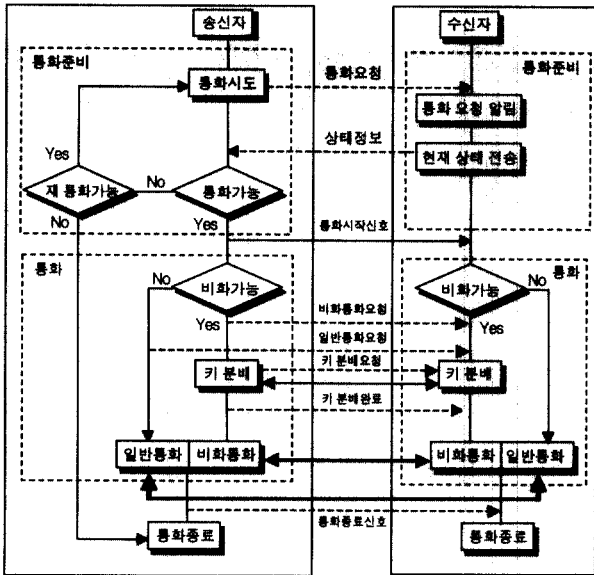 송신자
수신자
통화준비
통화준비
통화시도
통화요청
통화 요청 알림
상태정보
현재 상태 전송
Yes
재 통화가능
No
통화가능
No
Yes
통화시작신호
통화
통화
No
비화가능
비화가능
No
Yes
비화통화요청
Yes
일반통화요청
키 분배요청
키 분배
키 분배
키 분배완료
일반통화
비화통화
비화통화
일반통화
통화종료신호
통화종료
통화종료